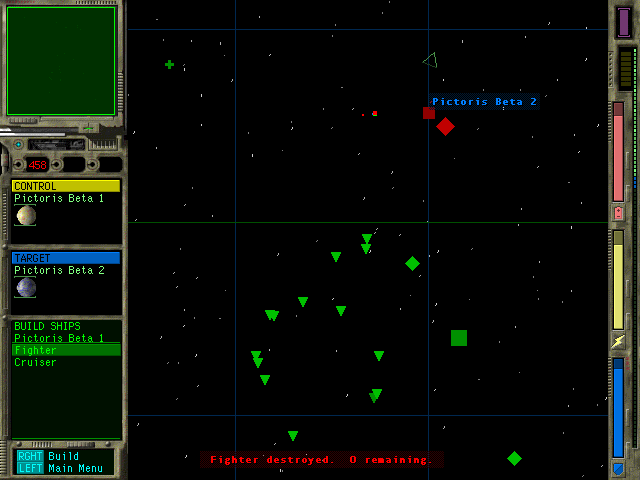 Pictoris Beta 2
458
CONTROL
Pictoris Beta 1
TARGET
Pictoris Beta 2
BUILD SHIPS
Pictoris Beta 1
Fighter
Cruiser
RGHT Build
LEFT Main Menu
Fighter destroyed. 0 remaining.